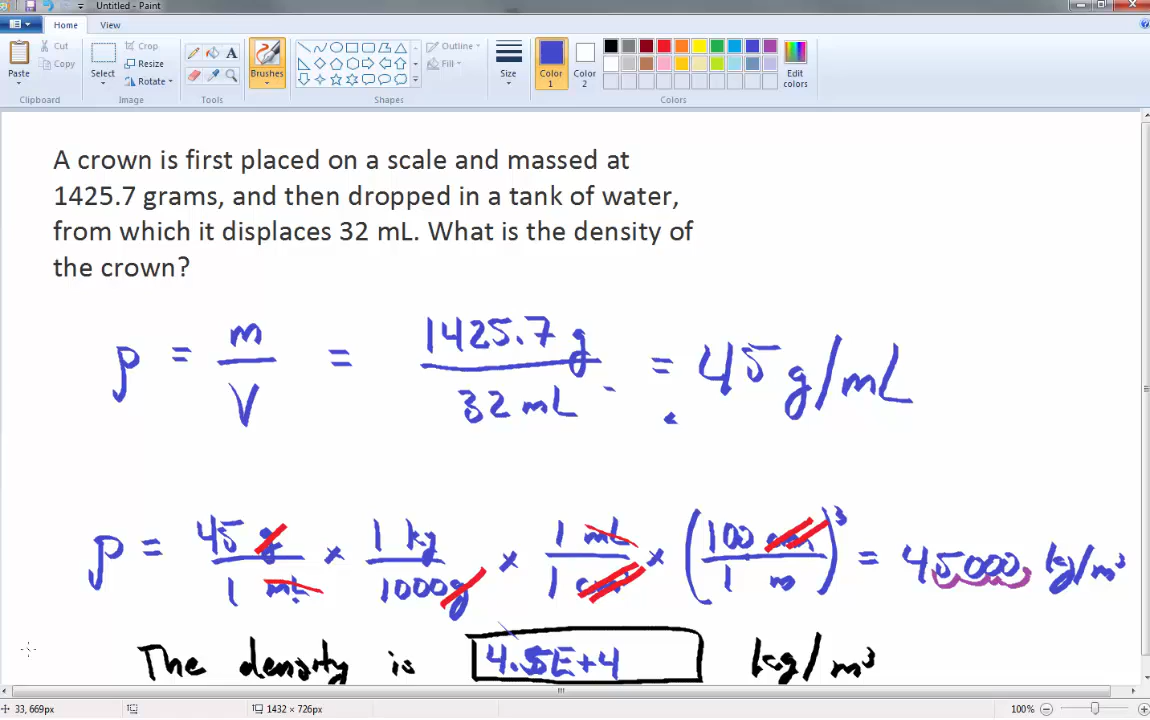 Untitled - Paint
Home View
Paste Cut Copy Clipboard
Select Crop Resize Rotate Image
A Tools
Brushes
Outline Fill Shapes
Size
Color 1 Color 2 Edit colors Colors
A crown is first placed on a scale and massed at
1425.7 grams, and then dropped in a tank of water,
from which it displaces 32 mL. What is the density of
the crown?
ρ = m/V = 1425.7 g / 32 mL = 45 g/mL
ρ = 45 g / 1 mL × 1 kg / 1000 g × 1 mL / 1 cm³ × (100 cm / 1 m)³ = 45000 kg/m³
The density is 4.5E+4 kg/m³
33, 669px 1432 × 726px 100%